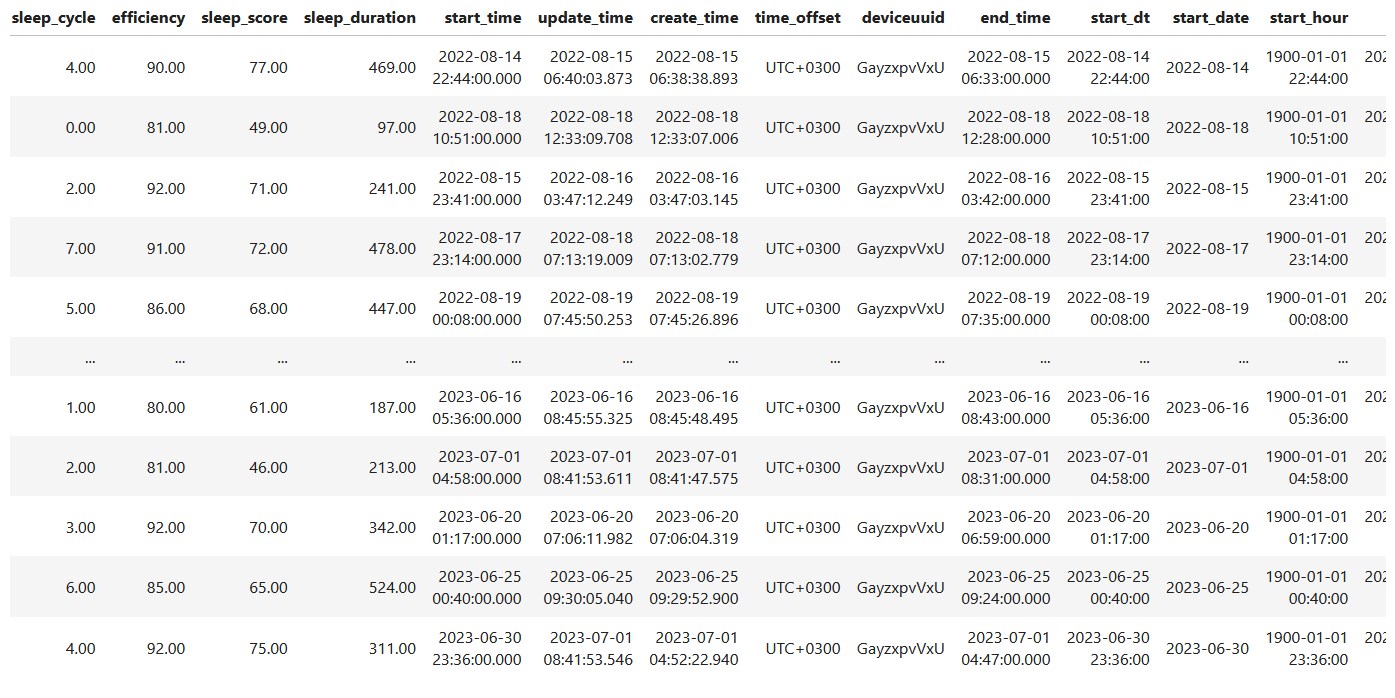 sleep_cycle efficiency sleep_score sleep_duration start_time update_time create_time time_offset deviceuuid end_time start_dt start_date start_hour
4.00 90.00 77.00 469.00 2022-08-14 22:44:00.000 2022-08-15 06:40:03.873 2022-08-15 06:38:38.893 UTC+0300 GayzxpvVxU 2022-08-15 06:33:00.000 2022-08-14 22:44:00 2022-08-14 1900-01-01 22:44:00 202
0.00 81.00 49.00 97.00 2022-08-18 10:51:00.000 2022-08-18 12:33:09.708 2022-08-18 12:33:07.006 UTC+0300 GayzxpvVxU 2022-08-18 12:28:00.000 2022-08-18 10:51:00 2022-08-18 1900-01-01 10:51:00 202
2.00 92.00 71.00 241.00 2022-08-15 23:41:00.000 2022-08-16 03:47:12.249 2022-08-16 03:47:03.145 UTC+0300 GayzxpvVxU 2022-08-16 03:42:00.000 2022-08-15 23:41:00 2022-08-15 1900-01-01 23:41:00 202
7.00 91.00 72.00 478.00 2022-08-17 23:14:00.000 2022-08-18 07:13:19.009 2022-08-18 07:13:02.779 UTC+0300 GayzxpvVxU 2022-08-18 07:12:00.000 2022-08-17 23:14:00 2022-08-17 1900-01-01 23:14:00 202
5.00 86.00 68.00 447.00 2022-08-19 00:08:00.000 2022-08-19 07:45:50.253 2022-08-19 07:45:26.896 UTC+0300 GayzxpvVxU 2022-08-19 07:35:00.000 2022-08-19 00:08:00 2022-08-19 1900-01-01 00:08:00 202
... ... ... ... ... ... ... ... ... ... ... ... ...
1.00 80.00 61.00 187.00 2023-06-16 05:36:00.000 2023-06-16 08:45:55.325 2023-06-16 08:45:48.495 UTC+0300 GayzxpvVxU 2023-06-16 08:43:00.000 2023-06-16 05:36:00 2023-06-16 1900-01-01 05:36:00 202
2.00 81.00 46.00 213.00 2023-07-01 04:58:00.000 2023-07-01 08:41:53.611 2023-07-01 08:41:47.575 UTC+0300 GayzxpvVxU 2023-07-01 08:31:00.000 2023-07-01 04:58:00 2023-07-01 1900-01-01 04:58:00 202
3.00 92.00 70.00 342.00 2023-06-20 01:17:00.000 2023-06-20 07:06:11.982 2023-06-20 07:06:04.319 UTC+0300 GayzxpvVxU 2023-06-20 06:59:00.000 2023-06-20 01:17:00 2023-06-20 1900-01-01 01:17:00 202
6.00 85.00 65.00 524.00 2023-06-25 00:40:00.000 2023-06-25 09:30:05.040 2023-06-25 09:29:52.900 UTC+0300 GayzxpvVxU 2023-06-25 09:24:00.000 2023-06-25 00:40:00 2023-06-25 1900-01-01 00:40:00 202
4.00 92.00 75.00 311.00 2023-06-30 23:36:00.000 2023-07-01 08:41:53.546 2023-07-01 04:52:22.940 UTC+0300 GayzxpvVxU 2023-07-01 04:47:00.000 2023-06-30 23:36:00 2023-06-30 1900-01-01 23:36:00 202